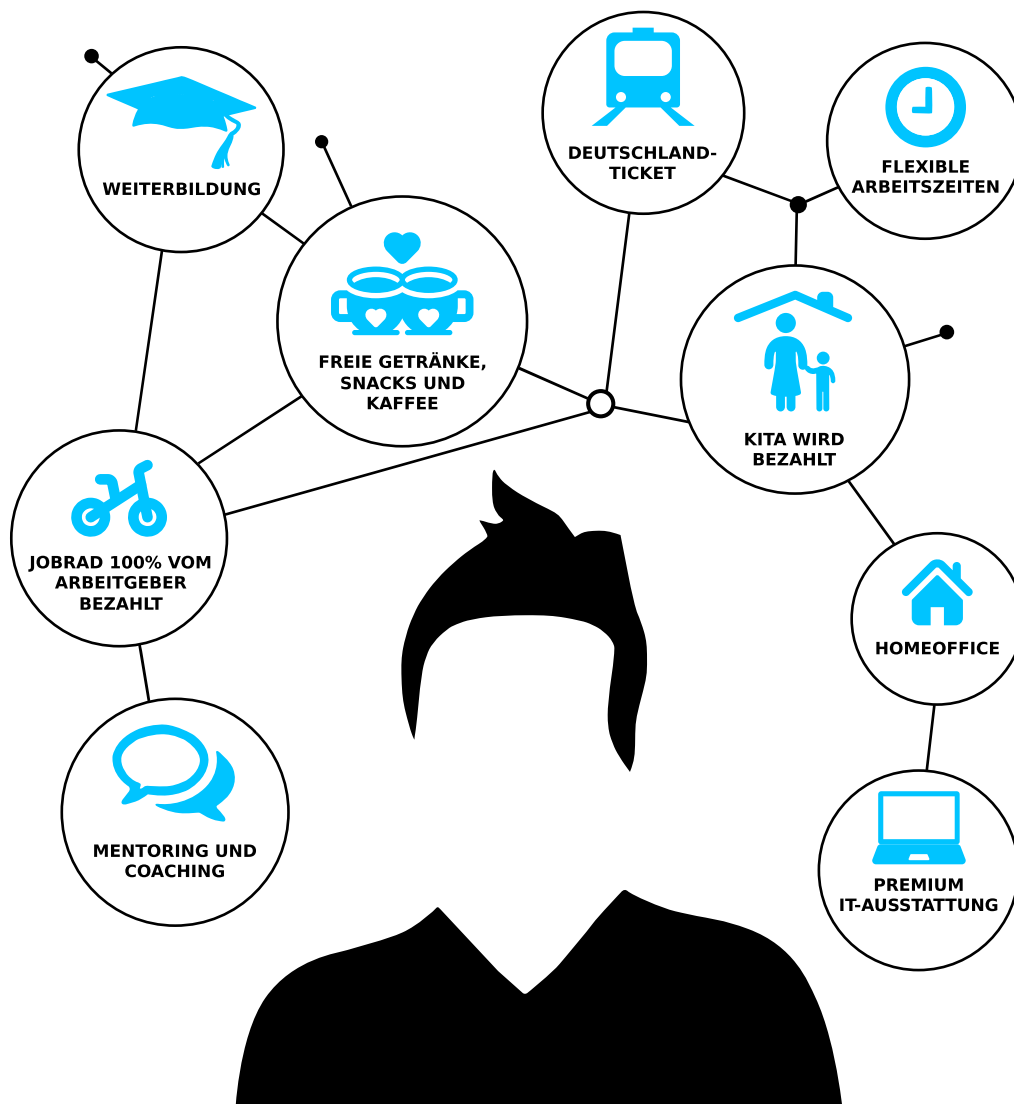 WEITERBILDUNG
DEUTSCHLAND-
TICKET
FLEXIBLE
ARBEITSZEITEN
FREIE GETRÄNKE,
SNACKS UND
KAFFEE
KITA WIRD
BEZAHLT
JOBRAD 100% VOM
ARBEITGEBER
BEZAHLT
HOMEOFFICE
MENTORING UND
COACHING
PREMIUM
IT-AUSSTATTUNG